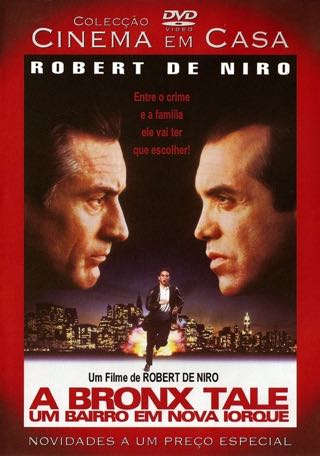 COLECÇÃO DVD VIDEO
CINEMA EM CASA
ROBERT DE NIRO
Entre o crime
e a familia
ele vai ter
que escolher!
Um Filme de ROBERT DE NIRO
A BRONX TALE
UM BAIRRO EM NOVA IORQUE
NOVIDADES A UM PREÇO ESPECIAL